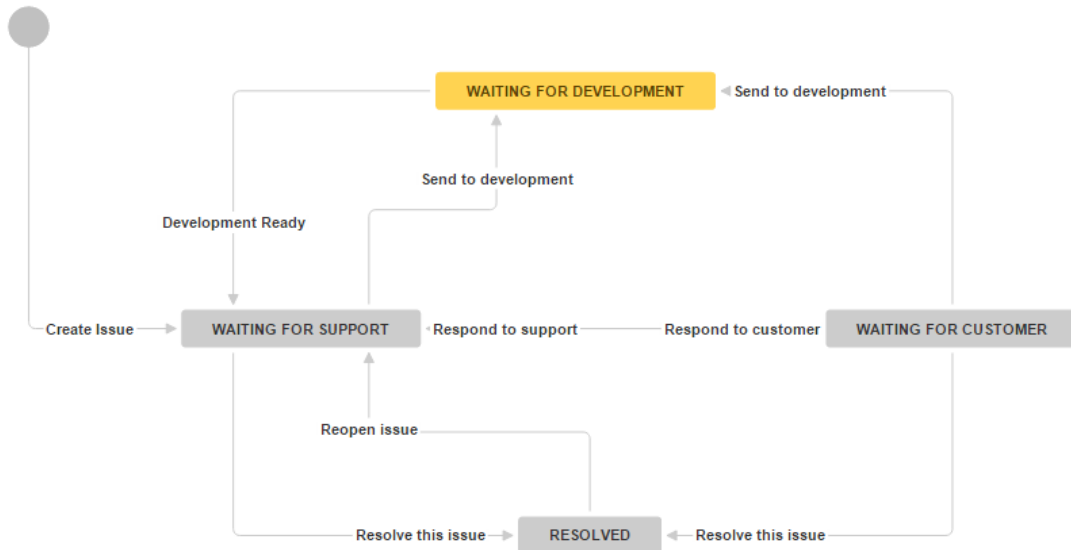 WAITING FOR DEVELOPMENT
Send to development
Send to development
Development Ready
Create Issue
WAITING FOR SUPPORT
Respond to support
Respond to customer
WAITING FOR CUSTOMER
Reopen issue
Resolve this issue
RESOLVED
Resolve this issue